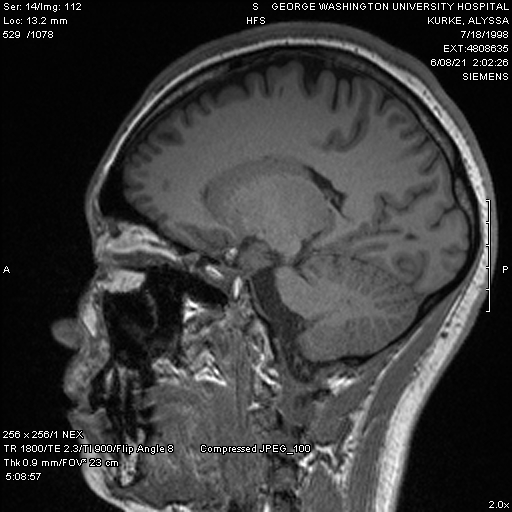 Ser: 14/Img: 112
Loc: 13.2 mm
529 /1078
S
HFS
GEORGE WASHINGTON UNIVERSITY HOSPITAL
KURKE, ALYSSA
7/18/1998
EXT:4808635
6/08/21 2:02:26
SIEMENS
A
P
256 x 256/1 NEX
TR 1800/TE 2.3/TI 900/Flip Angle 8
Compressed JPEG_100
Thk 0.9 mm/FOV* 23 cm
5:08:57
2.0x